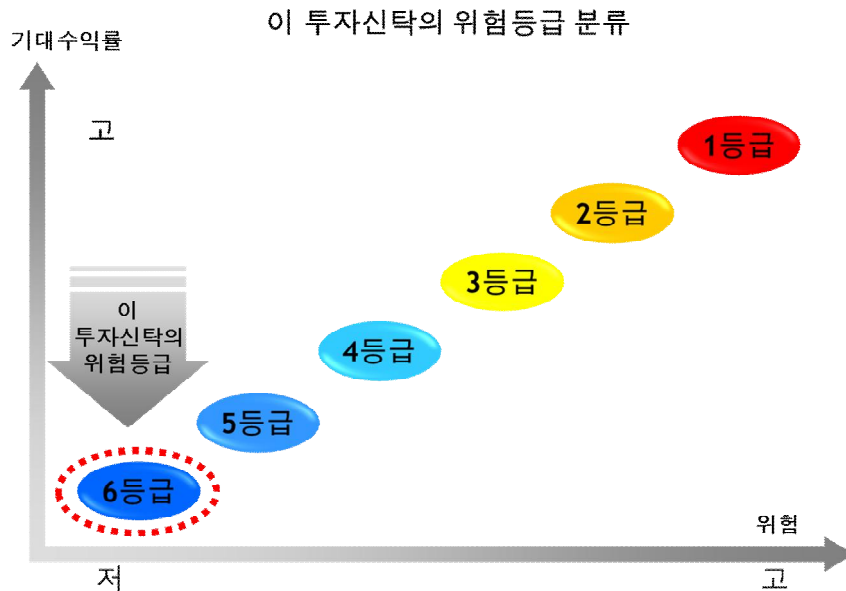 이 투자신탁의 위험등급 분류
기대수익률
고
1등급
2등급
3등급
이
투자신탁의
위험등급
4등급
5등급
6등급
위험
저
고